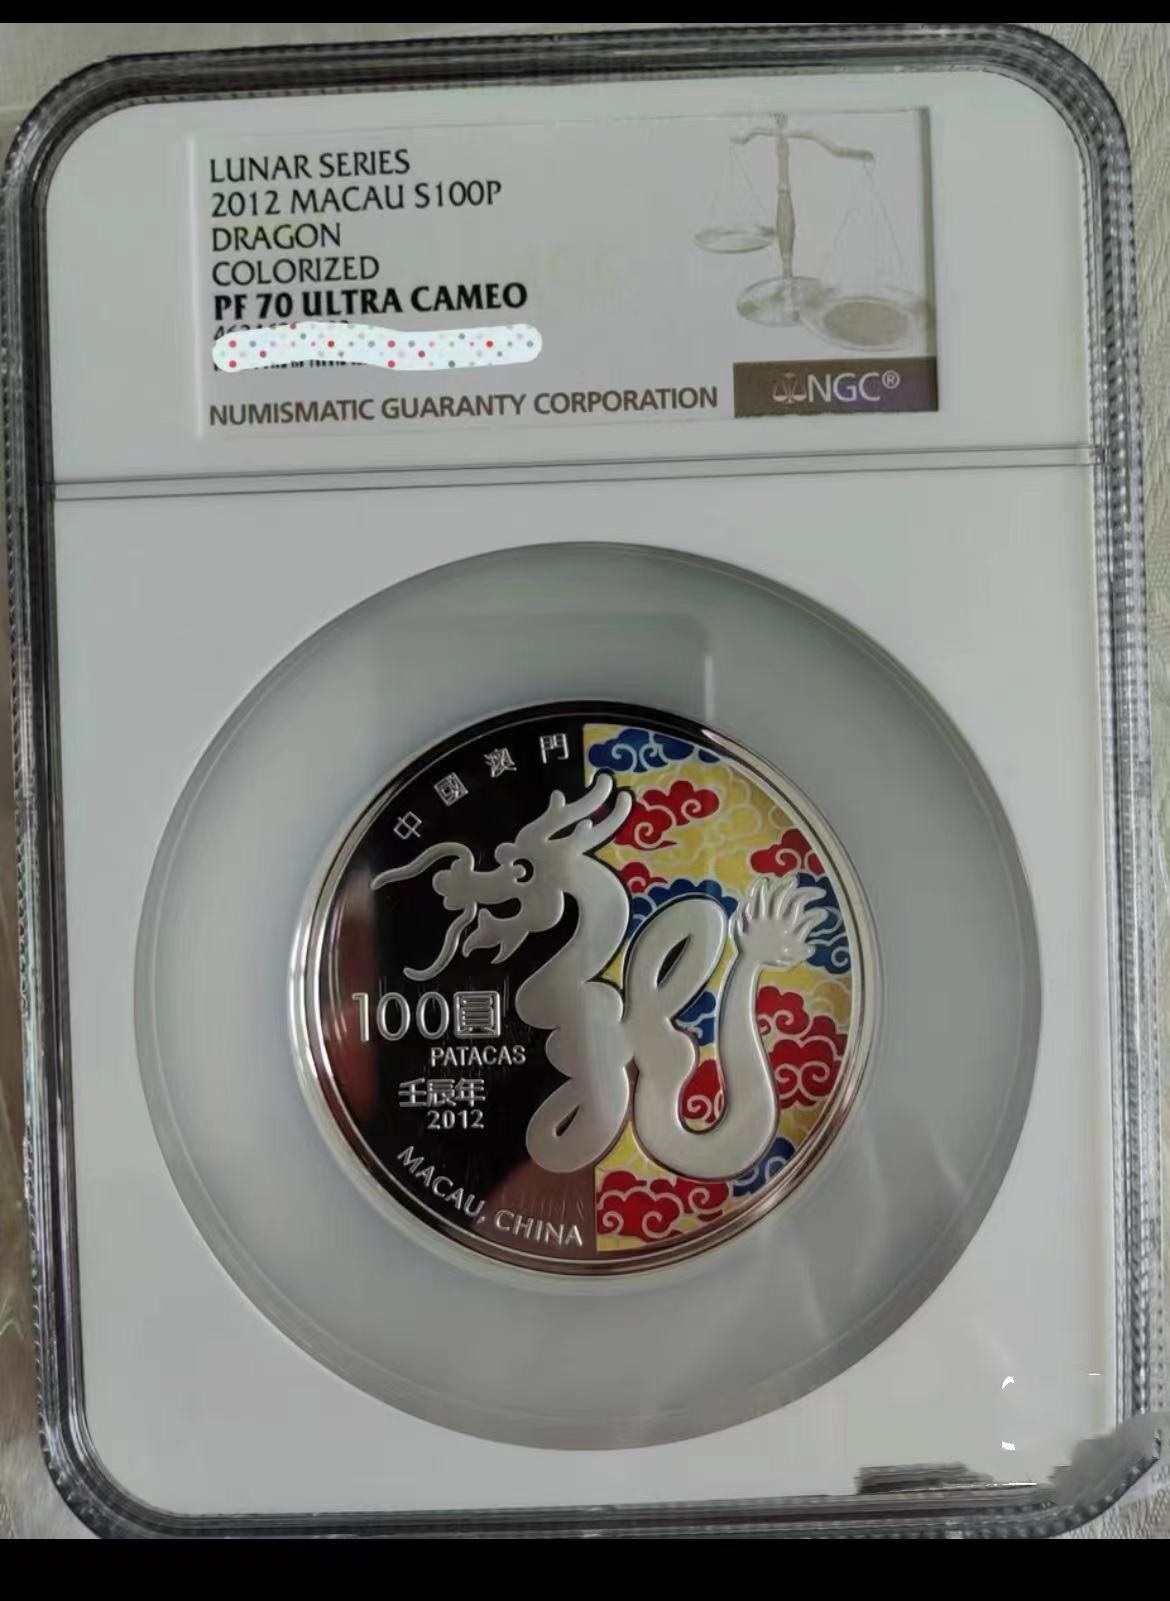 LUNAR SERIES
2012 MACAU S100P
DRAGON
COLORIZED
PF 70 ULTRA CAMEO
NUMISMATIC GUARANTY CORPORATION
NGC®
中國澳門
100圓
PATACAS
壬辰年
2012
MACAU, CHINA